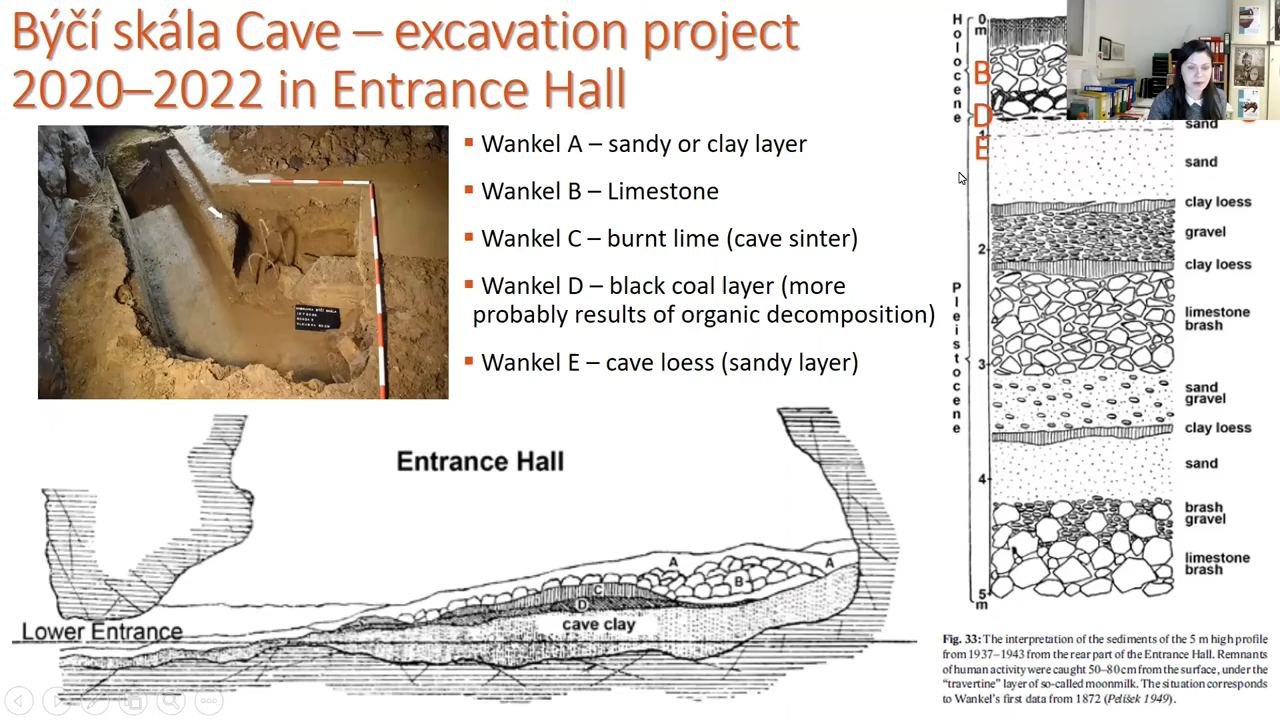 Býčí skála Cave – excavation project
2020–2022 in Entrance Hall
Wankel A – sandy or clay layer
Wankel B – Limestone
Wankel C – burnt lime (cave sinter)
Wankel D – black coal layer (more
probably results of organic decomposition)
Wankel E – cave loess (sandy layer)
Entrance Hall
A
B
A
C
D
cave clay
Lower Entrance
Holocene
Pleistocene
0
m
B
D
E
1
2
3
4
5
m
sand
sand
clay loess
gravel
clay loess
limestone
brash
sand
gravel
clay loess
sand
brash
gravel
limestone
brash
Fig. 33: The interpretation of the sediments of the 5 m high profile
from 1937–1943 from the rear part of the Entrance Hall. Remnants
of human activity were caught 50–80 cm from the surface, under the
“travertine” layer of so-called moonmilk. The situation corresponds
to Wankel's first data from 1872 (Pelíšek 1949).